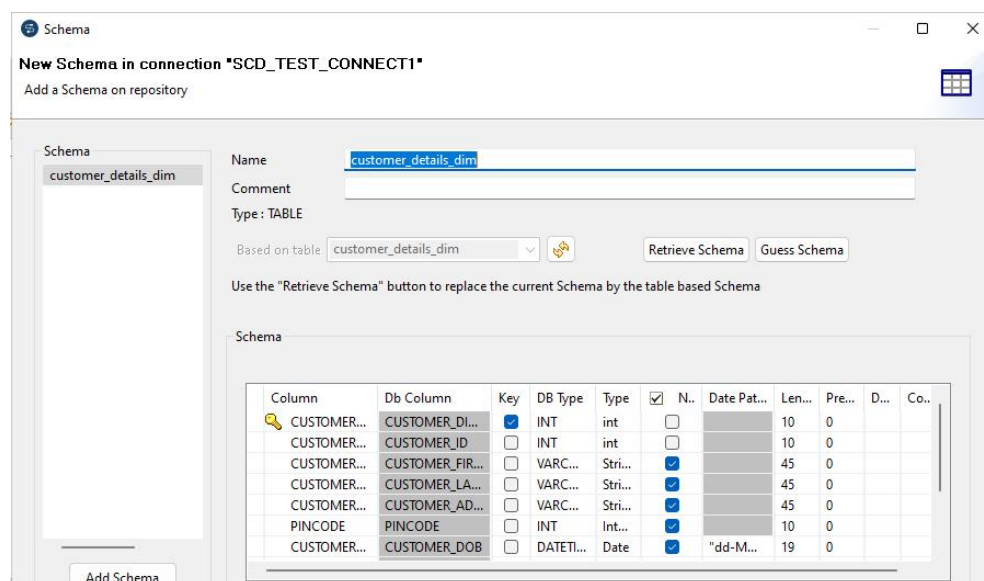 Schema
New Schema in connection "SCD_TEST_CONNECT1"
Add a Schema on repository
Schema
customer_details_dim
Name customer_details_dim
Comment
Type : TABLE
Based on table customer_details_dim
Retrieve Schema Guess Schema
Use the "Retrieve Schema" button to replace the current Schema by the table based Schema
Schema
Column Db Column Key DB Type Type N.. Date Pat... Len... Pre... D... Co..
CUSTOMER... CUSTOMER_DI... INT int 10 0
CUSTOMER... CUSTOMER_ID INT int 10 0
CUSTOMER... CUSTOMER_FIR... VARC... Stri... 45 0
CUSTOMER... CUSTOMER_LA... VARC... Stri... 45 0
CUSTOMER... CUSTOMER_AD... VARC... Stri... 45 0
PINCODE PINCODE INT Int... 10 0
CUSTOMER... CUSTOMER_DOB DATETI... Date "dd-M... 19 0
Add Schema